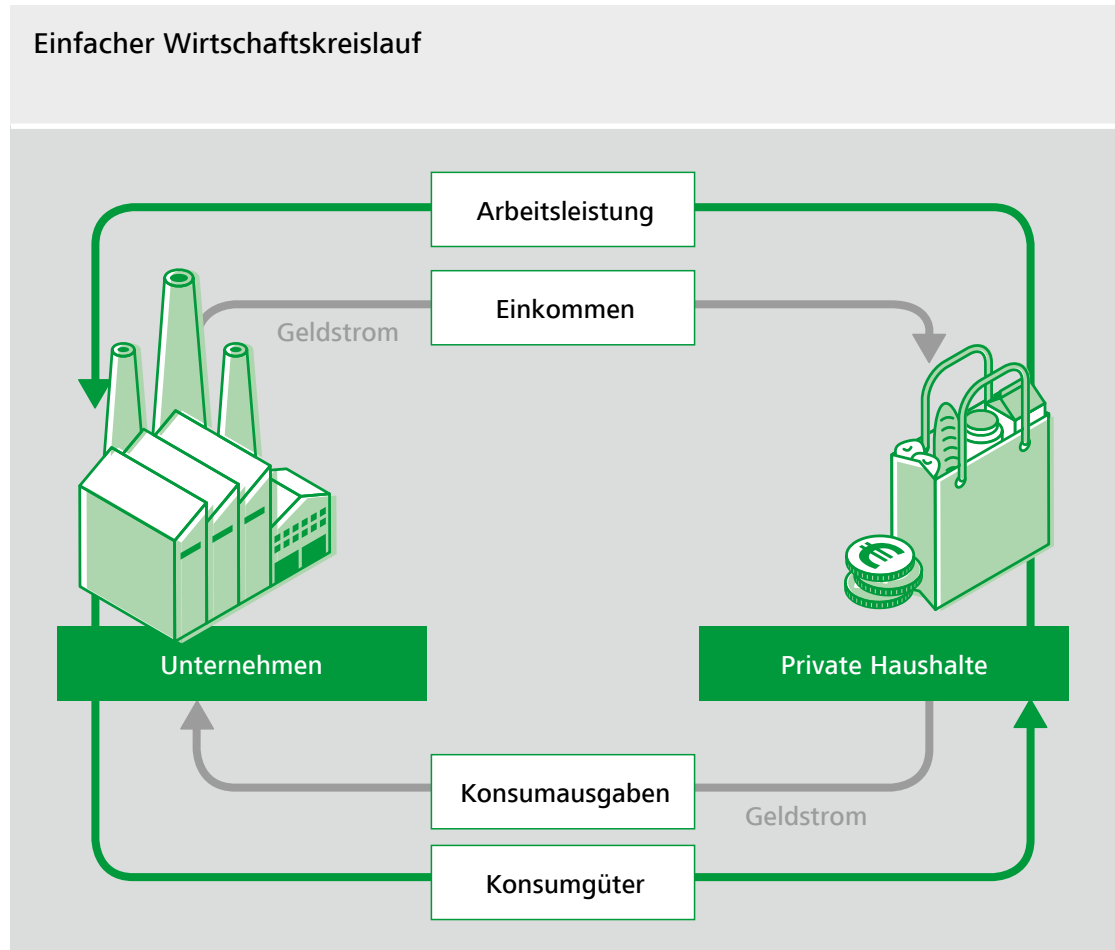 Einfacher Wirtschaftskreislauf
Arbeitsleistung
Einkommen
Geldstrom
€
Unternehmen
Private Haushalte
Konsumausgaben
Geldstrom
Konsumgüter